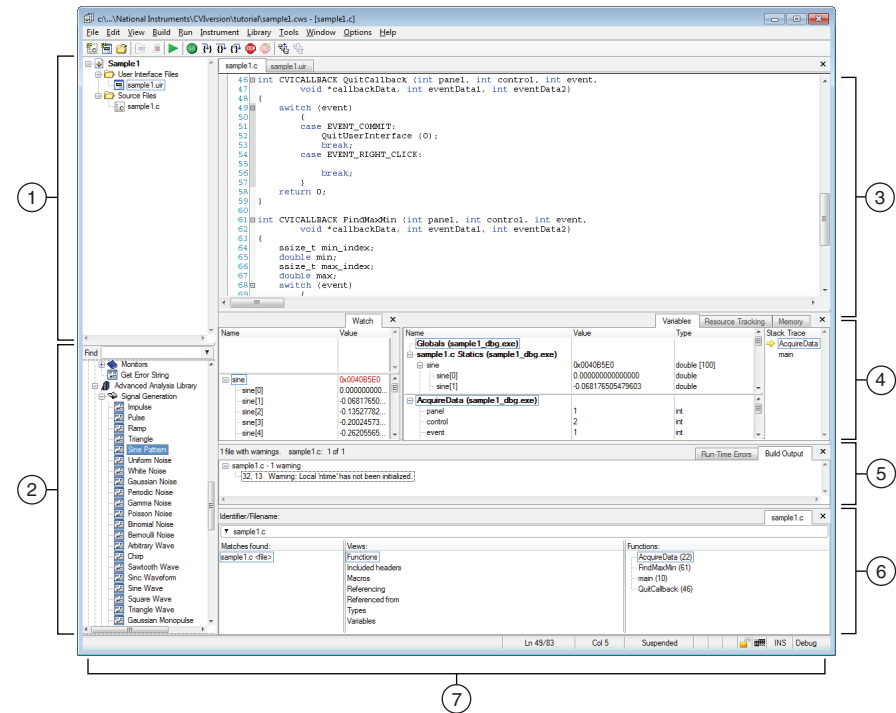 c:\...\National Instruments\CVIversion\tutorial\sample1.cws - [sample1.c]
File Edit View Build Run Instrument Library Tools Window Options Help
Sample1
User Interface Files
sample1.uir
Source Files
sample1.c
sample1.c sample1.uir
46 int CVICALLBACK QuitCallback (int panel, int control, int event,
47 void *callbackData, int eventData1, int eventData2)
48 {
49 switch (event)
50 {
51 case EVENT_COMMIT:
52 QuitUserInterface (0);
53 break;
54 case EVENT_RIGHT_CLICK:
55
56 break;
57 }
58 return 0;
59 }
60
61 int CVICALLBACK FindMaxMin (int panel, int control, int event,
62 void *callbackData, int eventData1, int eventData2)
63 {
64 ssize_t min_index;
65 double min;
66 ssize_t max_index;
67 double max;
68 switch (event)
69 {
1
3
Find
Monitors
Get Error String
Advanced Analysis Library
Signal Generation
Impulse
Pulse
Ramp
Triangle
Sine Pattern
Uniform Noise
White Noise
Gaussian Noise
Periodic Noise
Gamma Noise
Poisson Noise
Binomial Noise
Bernoulli Noise
Arbitrary Wave
Chirp
Sawtooth Wave
Sinc Waveform
Sine Wave
Square Wave
Triangle Wave
Gaussian Monopulse
2
Watch
Name Value
sine 0x0040B5E0
sine[0] 0.000000000...
sine[1] -0.06817650...
sine[2] -0.13527782...
sine[3] -0.20024573...
sine[4] -0.26205565...
Variables Resource Tracking Memory
Name Value Type
Globals (sample1_dbg.exe)
sample1.c Statics (sample1_dbg.exe)
sine 0x0040B5E0 double [100]
sine[0] 0.00000000000000 double
sine[1] -0.068176505479603 double
AcquireData (sample1_dbg.exe)
panel 1 int
control 2 int
event 1 int
Stack Trace
AcquireData
main
4
1 file with warnings. sample1.c: 1 of 1
Run-Time Errors Build Output
sample1.c - 1 warning
32, 13 Warning: Local 'ntime' has not been initialized.
5
Identifier/Filename:
sample1.c
sample1.c
Matches found:
sample1.c <file>
Views:
Functions
Included headers
Macros
Referencing
Referenced from
Types
Variables
Functions:
AcquireData (22)
FindMaxMin (61)
main (10)
QuitCallback (46)
6
Ln 49/83 Col 5 Suspended INS Debug
7